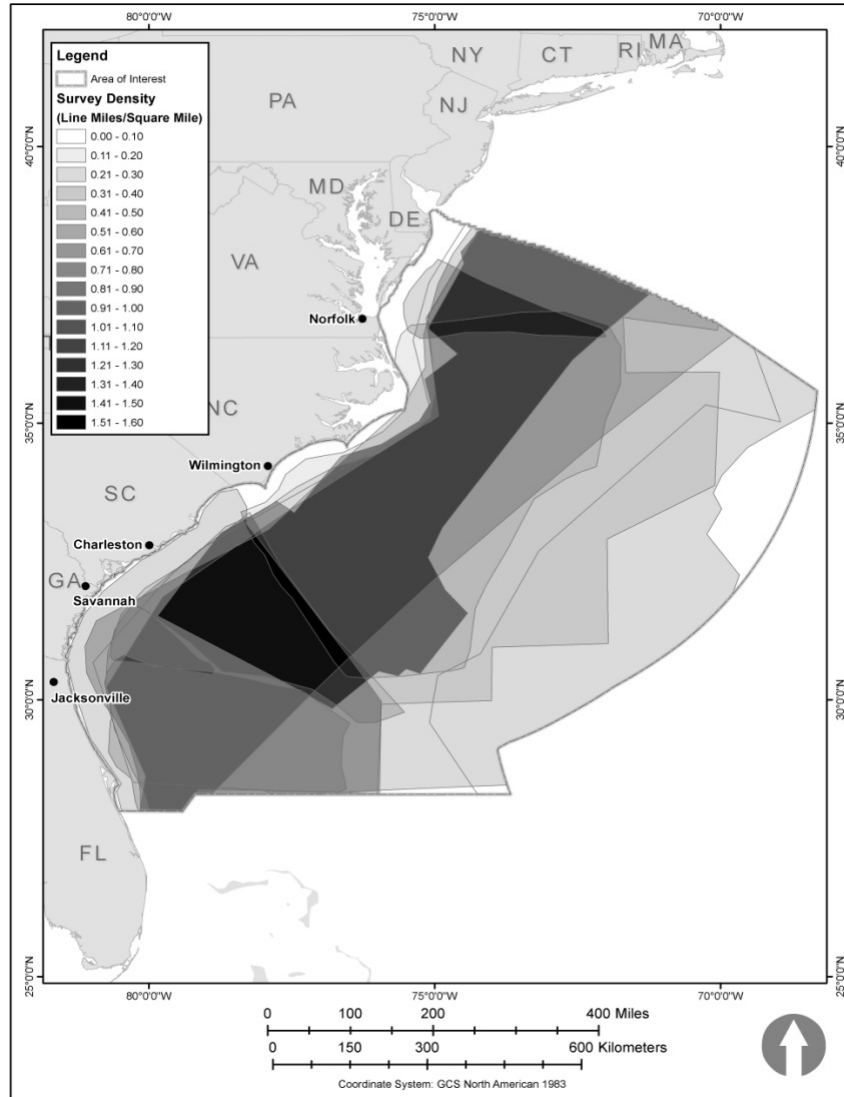 80°0'0"W 75°0'0"W 70°0'0"W
Legend
Area of Interest
Survey Density
(Line Miles/Square Mile)
0.00 - 0.10
0.11 - 0.20
0.21 - 0.30
0.31 - 0.40
0.41 - 0.50
0.51 - 0.60
0.61 - 0.70
0.71 - 0.80
0.81 - 0.90
0.91 - 1.00
1.01 - 1.10
1.11 - 1.20
1.21 - 1.30
1.31 - 1.40
1.41 - 1.50
1.51 - 1.60
NY CT RI MA
PA
NJ
40°0'0"N 40°0'0"N
MD
DE
VA
Norfolk
35°0'0"N 35°0'0"N
NC
Wilmington
SC
Charleston
GA
Savannah
30°0'0"N 30°0'0"N
Jacksonville
FL
25°0'0"N 25°0'0"N
80°0'0"W 75°0'0"W 70°0'0"W
0 100 200 400 Miles
0 150 300 600 Kilometers
Coordinate System: GCS North American 1983